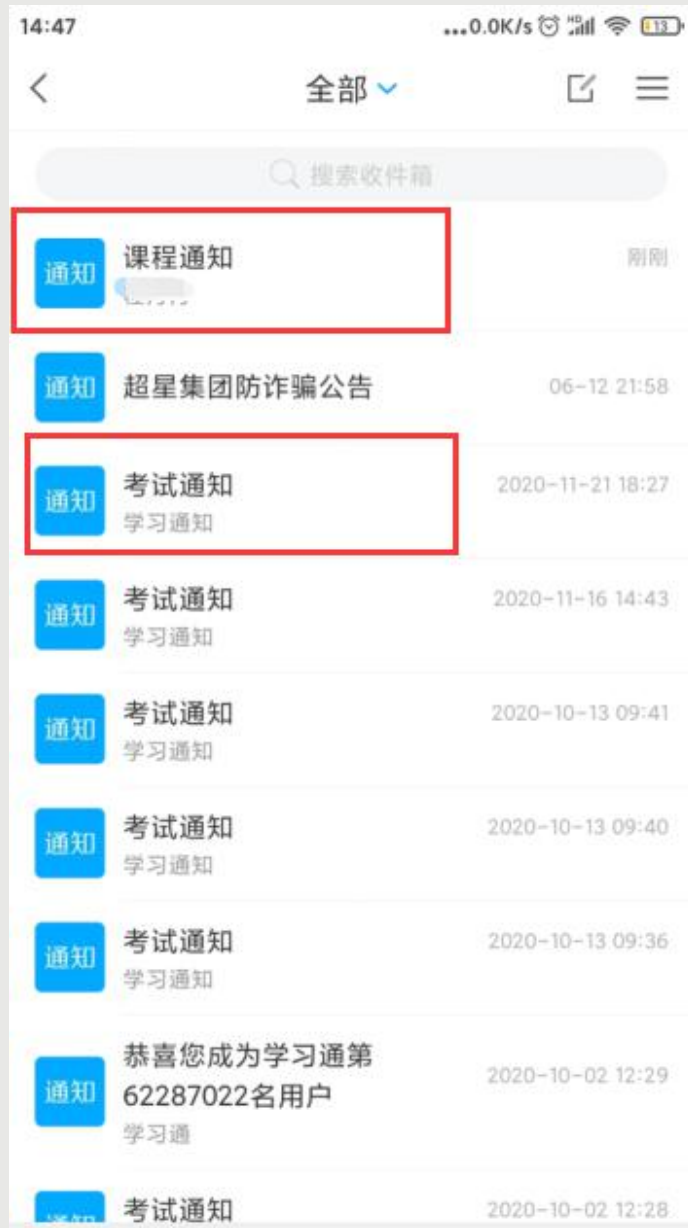 14:47
...0.0K/s HD 13
全部
搜索收件箱
通知
课程通知
刚刚
通知
超星集团防诈骗公告
06-12 21:58
通知
考试通知
2020-11-21 18:27
学习通知
通知
考试通知
2020-11-16 14:43
学习通知
通知
考试通知
2020-10-13 09:41
学习通知
通知
考试通知
2020-10-13 09:40
学习通知
通知
考试通知
2020-10-13 09:36
学习通知
通知
恭喜您成为学习通第
62287022名用户
2020-10-02 12:29
学习通
通知
考试通知
2020-10-02 12:28